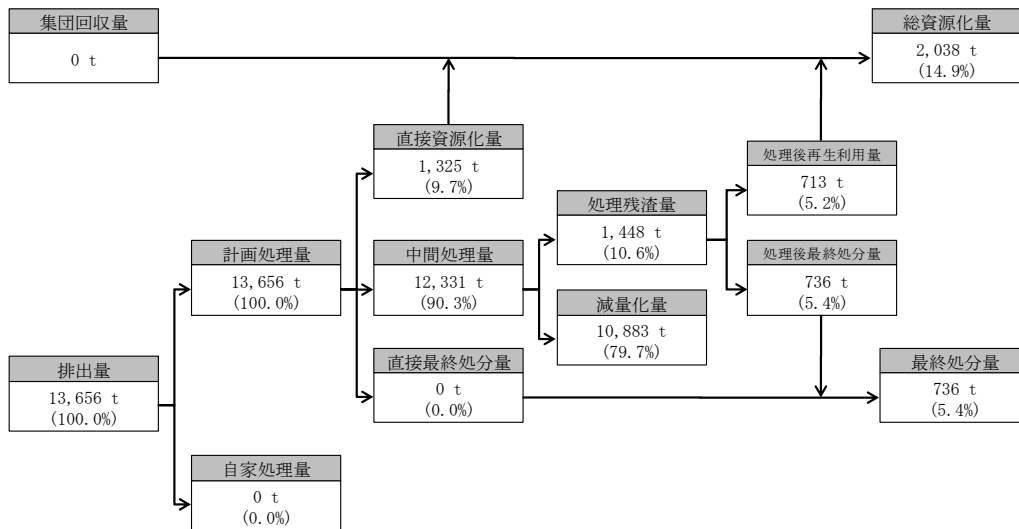 集団回収量
0 t
総資源化量
2,038 t
(14.9%)
直接資源化量
1,325 t
(9.7%)
処理後再生利用量
713 t
(5.2%)
処理残渣量
1,448 t
(10.6%)
計画処理量
13,656 t
(100.0%)
中間処理量
12,331 t
(90.3%)
処理後最終処分量
736 t
(5.4%)
減量化量
10,883 t
(79.7%)
排出量
13,656 t
(100.0%)
直接最終処分量
0 t
(0.0%)
最終処分量
736 t
(5.4%)
自家処理量
0 t
(0.0%)